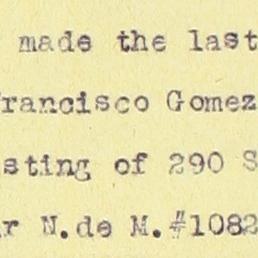 made the last
Francisco Gomez
sting of 290 S
r N.de M.#1082